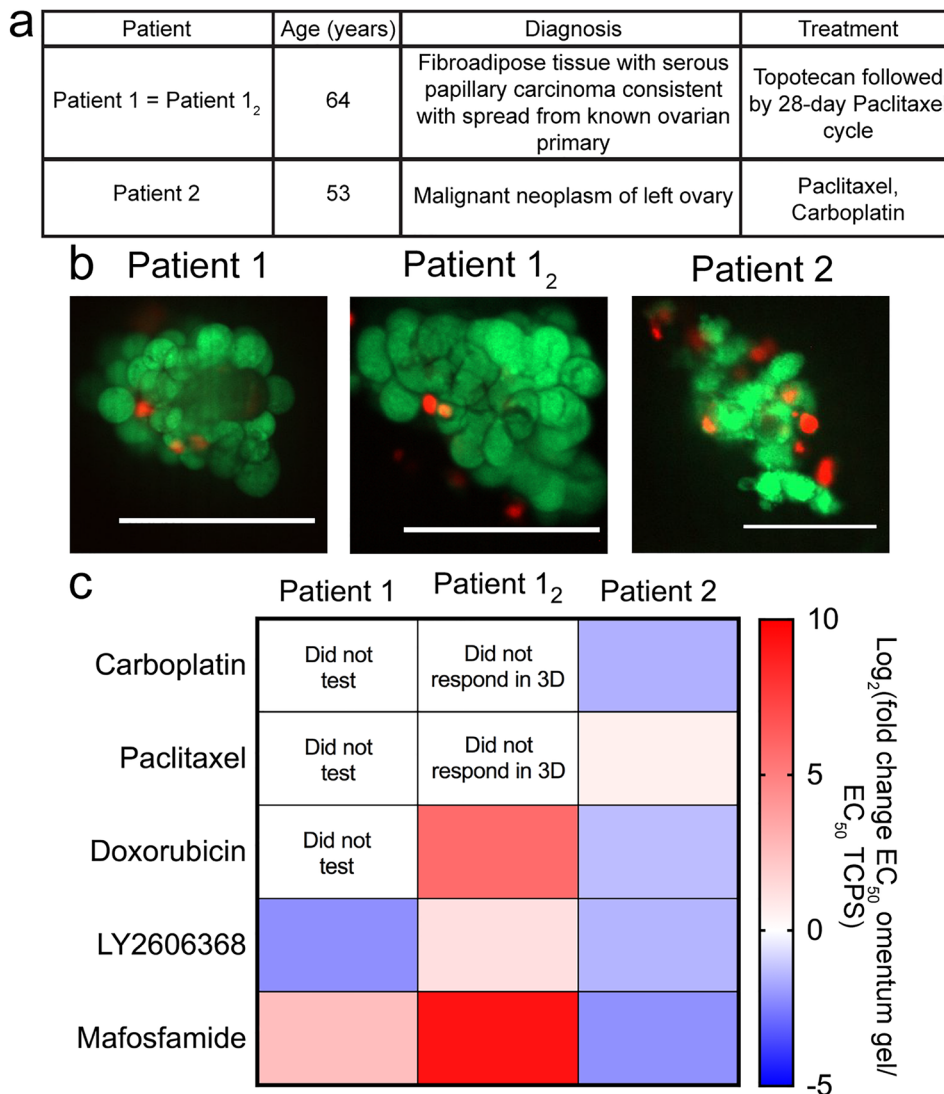 a
Patient
Age (years)
Diagnosis
Treatment
Patient 1 = Patient 1₂
64
Fibroadipose tissue with serous
papillary carcinoma consistent
with spread from known ovarian
primary
Topotecan followed
by 28-day Paclitaxe
cycle
Patient 2
53
Malignant neoplasm of left ovary
Paclitaxel,
Carboplatin
b
Patient 1
Patient 1₂
Patient 2
c
Patient 1
Patient 1₂
Patient 2
Carboplatin
Did not
test
Did not
respond in 3D
Paclitaxel
Did not
test
Did not
respond in 3D
Doxorubicin
Did not
test
LY2606368
Mafosfamide
10
5
0
-5
Log₂(fold change EC₅₀ omentum gel/
EC₅₀ TCPS)